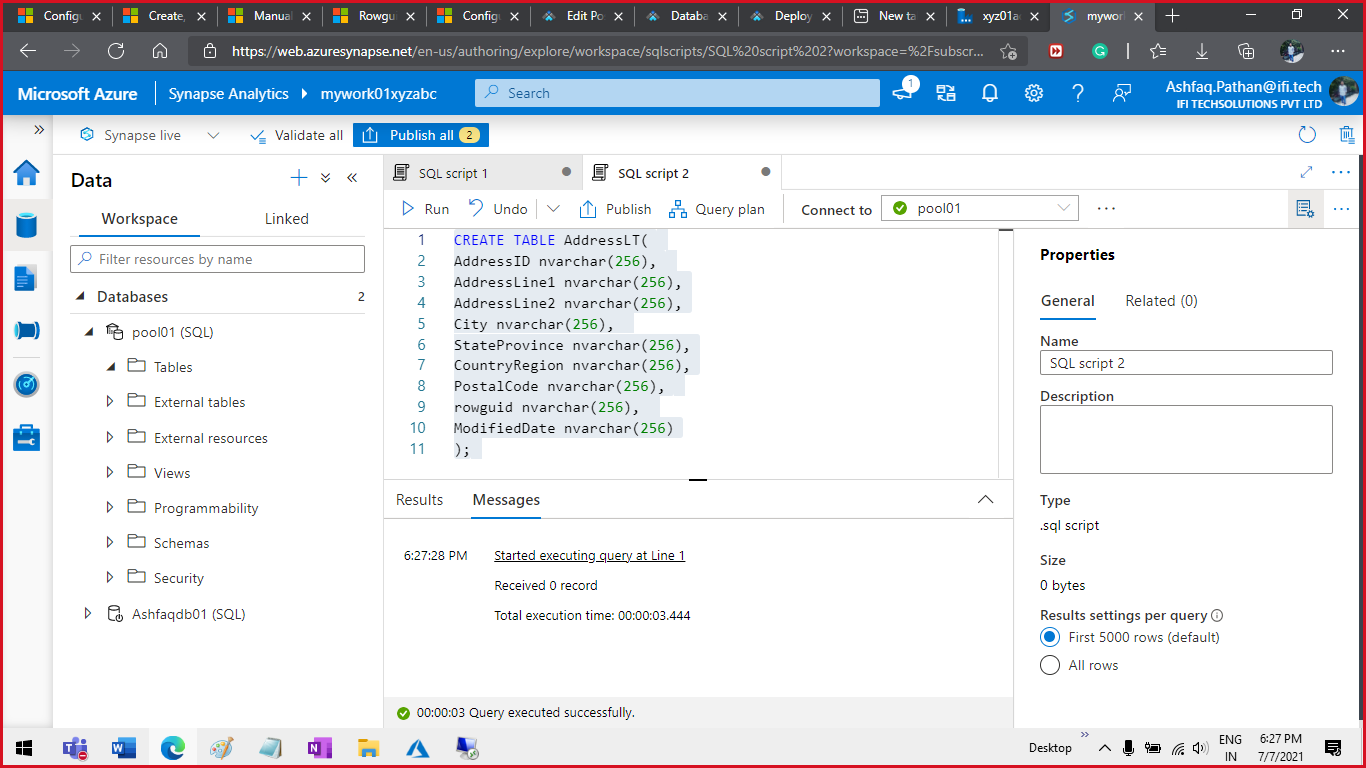 Config
Create,
Manual
Rowgu
Config
Edit Po
Databa
Deploy
New ta
xyz01a
mywor
https://web.azuresynapse.net/en-us/authoring/explore/workspace/sqlscripts/SQL%20script%202?workspace=%2Fsubscr...
Microsoft Azure
Synapse Analytics
mywork01xyzabc
Search
1
Ashfaq.Pathan@ifi.tech
IFI TECHSOLUTIONS PVT LTD
Synapse live
Validate all
Publish all 2
Data
Workspace
Linked
Filter resources by name
Databases 2
pool01 (SQL)
Tables
External tables
External resources
Views
Programmability
Schemas
Security
Ashfaqdb01 (SQL)
SQL script 1
SQL script 2
Run
Undo
Publish
Query plan
Connect to
pool01
1 CREATE TABLE AddressLT(
2 AddressID nvarchar(256),
3 AddressLine1 nvarchar(256),
4 AddressLine2 nvarchar(256),
5 City nvarchar(256),
6 StateProvince nvarchar(256),
7 CountryRegion nvarchar(256),
8 PostalCode nvarchar(256),
9 rowguid nvarchar(256),
10 ModifiedDate nvarchar(256)
11 );
Results
Messages
6:27:28 PM
Started executing query at Line 1
Received 0 record
Total execution time: 00:00:03.444
00:00:03 Query executed successfully.
Properties
General
Related (0)
Name
SQL script 2
Description
Type
.sql script
Size
0 bytes
Results settings per query
First 5000 rows (default)
All rows
Desktop
ENG
IN
6:27 PM
7/7/2021